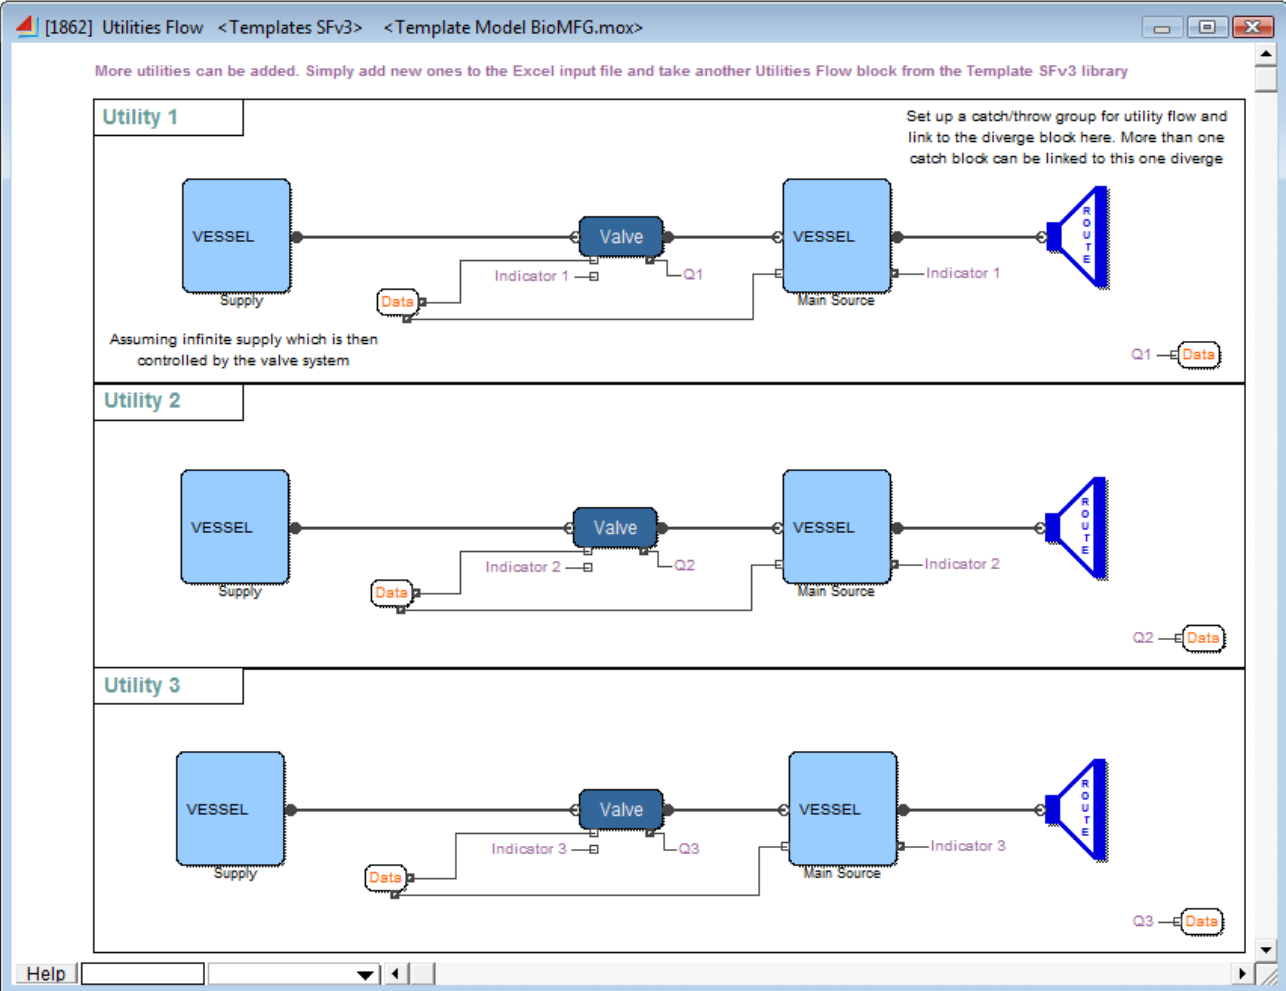 [1862] Utilities Flow <Templates SFv3> <Template Model BioMFG.mox>
More utilities can be added. Simply add new ones to the Excel input file and take another Utilities Flow block from the Template SFv3 library
Utility 1
Set up a catch/throw group for utility flow and
link to the diverge block here. More than one
catch block can be linked to this one diverge
VESSEL
Valve
VESSEL
ROUTE
Indicator 1
Q1
Indicator 1
Data
Supply
Main Source
Assuming infinite supply which is then
controlled by the valve system
Q1
Data
Utility 2
VESSEL
Valve
VESSEL
ROUTE
Indicator 2
Q2
Indicator 2
Data
Supply
Main Source
Q2
Data
Utility 3
VESSEL
Valve
VESSEL
ROUTE
Indicator 3
Q3
Indicator 3
Data
Supply
Main Source
Q3
Data
Help